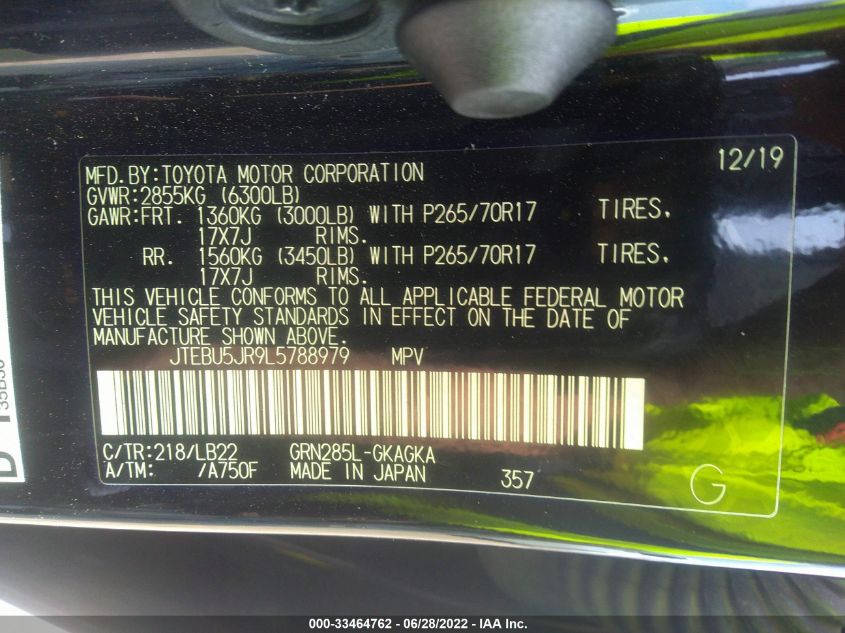 MFD.BY:TOYOTA MOTOR CORPORATION 12/19
GVWR:2855KG (6300LB)
GAWR:FRT. 1360KG (3000LB) WITH P265/70R17 TIRES,
17X7J RIMS.
RR. 1560KG (3450LB) WITH P265/70R17 TIRES,
17X7J RIMS.
THIS VEHICLE CONFORMS TO ALL APPLICABLE FEDERAL MOTOR
VEHICLE SAFETY STANDARDS IN EFFECT ON THE DATE OF
MANUFACTURE SHOWN ABOVE.
JTEBU5JR9L5788979 MPV
C/TR:218/LB22 GRN285L-GKAGKA
A/TM: /A750F MADE IN JAPAN 357
G
000-33464762 - 06/28/2022 - IAA Inc.